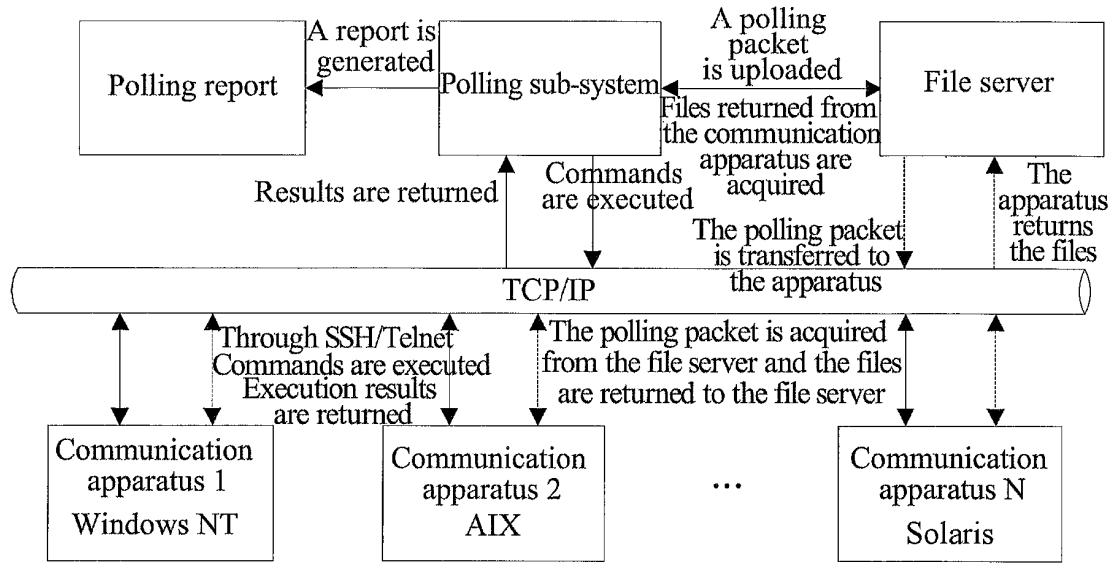 A report is
generated
Polling report
Polling sub-system
A polling
packet
is uploaded
File server
Files returned from
the communication
apparatus are
acquired
Results are returned
Commands
are executed
The polling packet
is transferred to
the apparatus
The
apparatus
returns
the files
TCP/IP
Through SSH/Telnet
Commands are executed
Execution results
are returned
The polling packet is acquired
from the file server and the files
are returned to the file server
Communication
apparatus 1
Windows NT
Communication
apparatus 2
AIX
...
Communication
apparatus N
Solaris